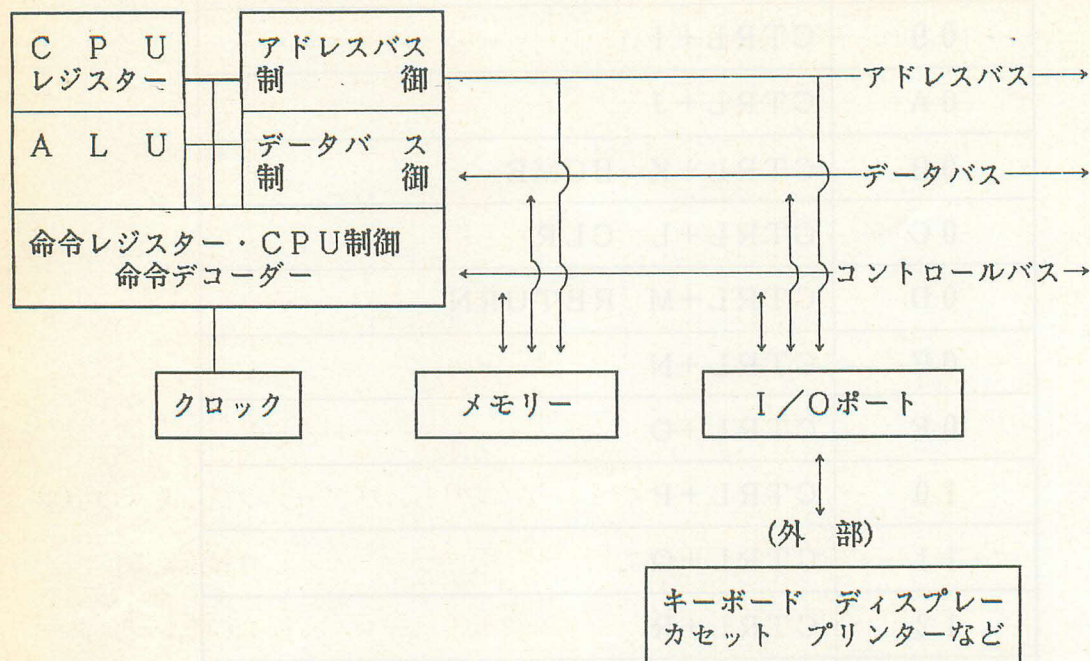 CPU
レジスター
アドレスバス
制御
アドレスバス
ALU
データバス
制御
データバス
命令レジスター・CPU制御
命令デコーダー
コントロールバス
クロック
メモリー
I/Oポート
(外 部)
キーボード ディスプレー
カセット プリンターなど